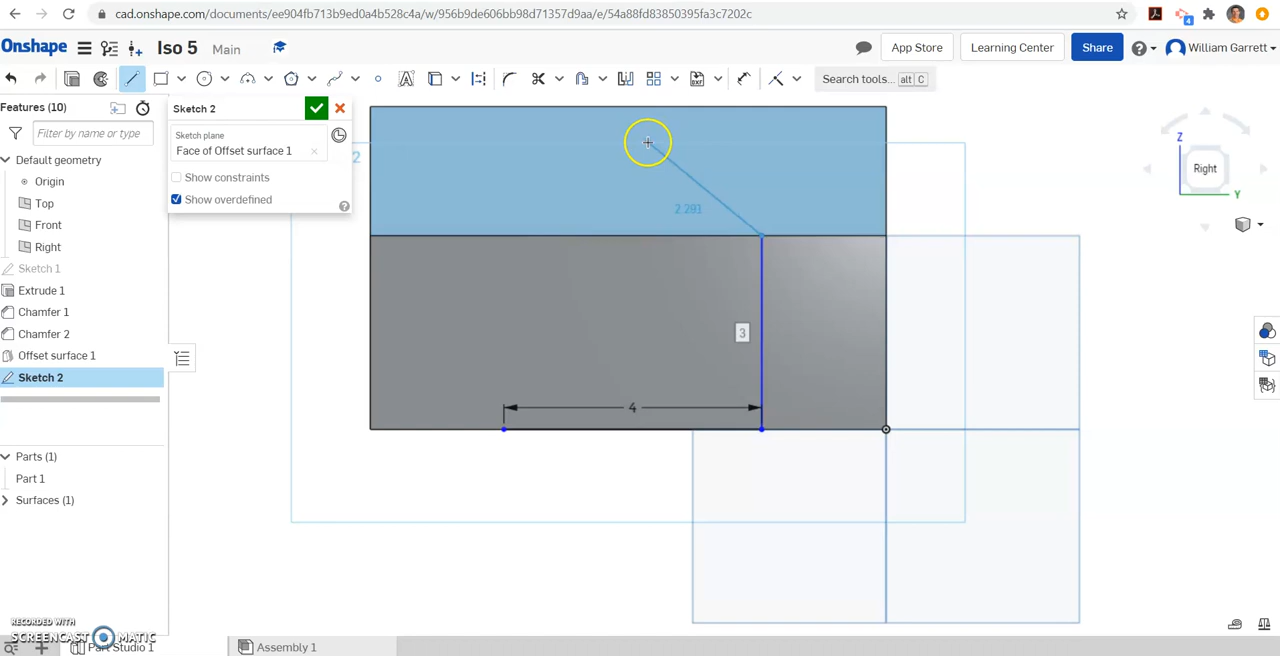 cad.onshape.com/documents/ee904fb713b9ed0a4b528c4a/w/956b9de606bb98d71357d9aa/e/54a88fd83850395fa3c7202c
4
Onshape
Iso 5
Main
App Store
Learning Center
Share
William Garrett
Search tools...
alt
C
Features (10)
Filter by name or type
Default geometry
Origin
Top
Front
Right
Sketch 1
Extrude 1
Chamfer 1
Chamfer 2
Offset surface 1
Sketch 2
Parts (1)
Part 1
Surfaces (1)
Sketch 2
Sketch plane
Face of Offset surface 1
Show constraints
Show overdefined
2
2.281
3
4
Z
Right
Y
RECORDED WITH
SCREENCAST MATIC
Part Studio 1
Assembly 1